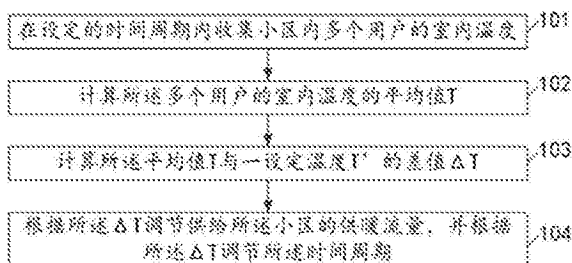 在设定的时间周期内收集小区内多个用户的室内温度
101
计算所述多个用户的室内温度的平均值T
102
计算所述平均值T与一设定温度T'的差值ΔT
103
根据所述ΔT调节供给所述小区的供暖流量，并根据
所述ΔT调节所述时间周期
104